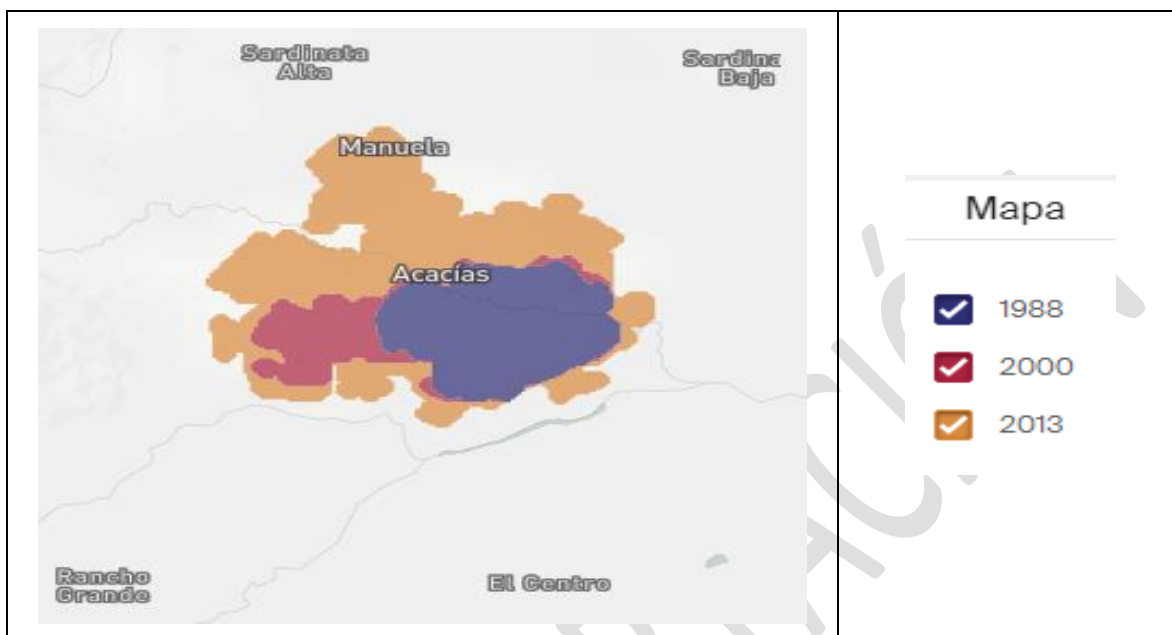 Sardinata
Alta
Sardina
Baja
Manuela
Acacías
Rancho
Grande
El Centro
Mapa
1988
2000
2013